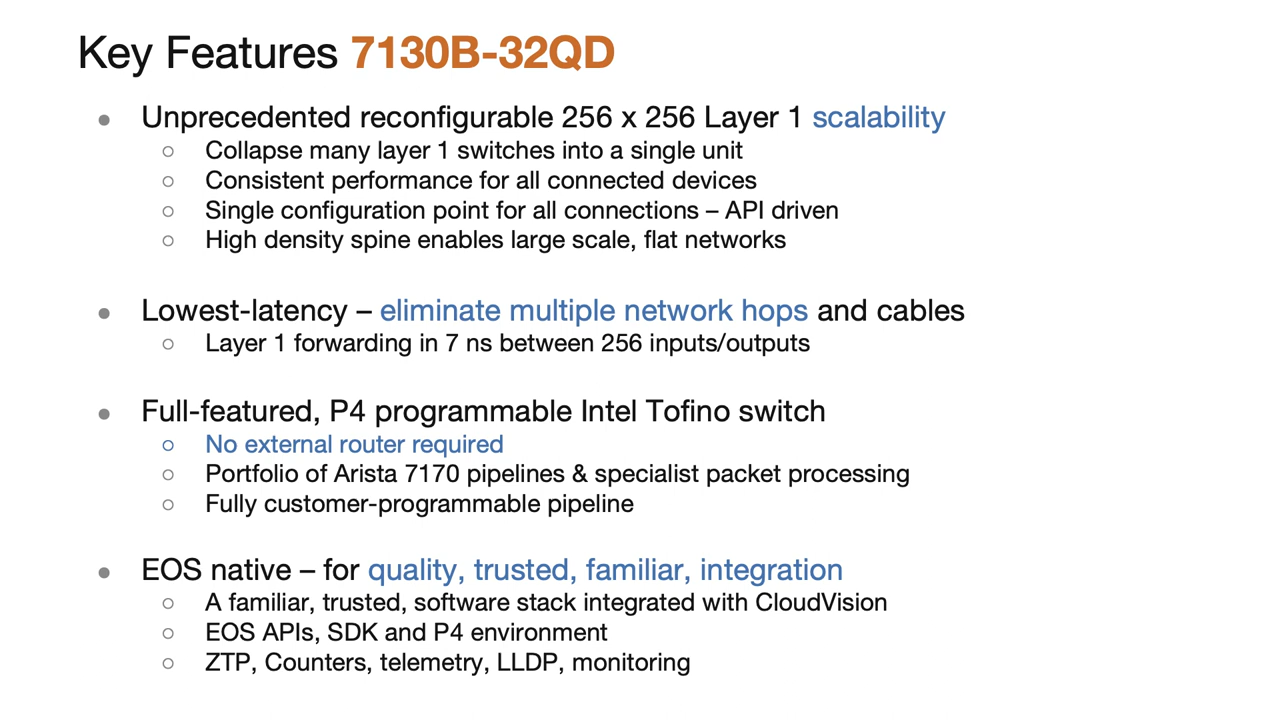 Key Features 7130B-32QD
● Unprecedented reconfigurable 256 x 256 Layer 1 scalability
○ Collapse many layer 1 switches into a single unit
○ Consistent performance for all connected devices
○ Single configuration point for all connections – API driven
○ High density spine enables large scale, flat networks
● Lowest-latency – eliminate multiple network hops and cables
○ Layer 1 forwarding in 7 ns between 256 inputs/outputs
● Full-featured, P4 programmable Intel Tofino switch
○ No external router required
○ Portfolio of Arista 7170 pipelines & specialist packet processing
○ Fully customer-programmable pipeline
● EOS native – for quality, trusted, familiar, integration
○ A familiar, trusted, software stack integrated with CloudVision
○ EOS APIs, SDK and P4 environment
○ ZTP, Counters, telemetry, LLDP, monitoring